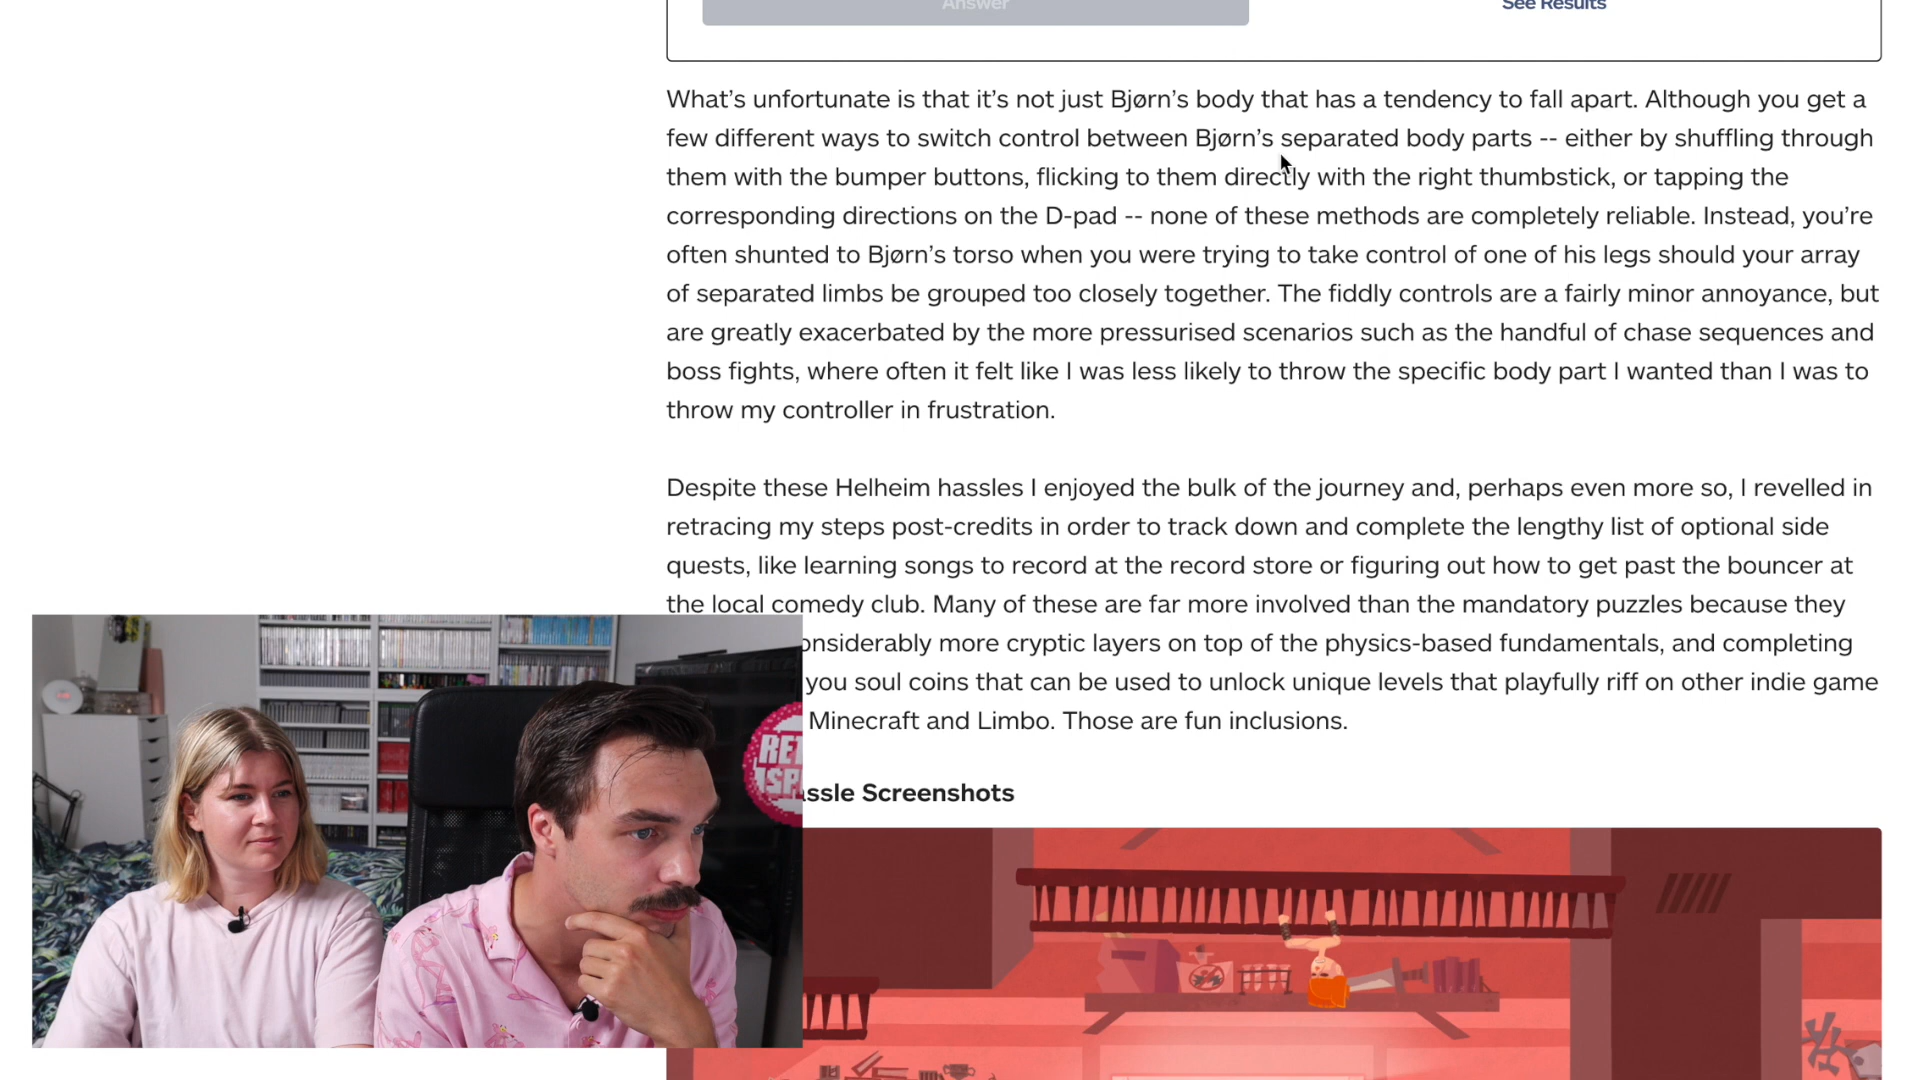 Answer
See Results
What’s unfortunate is that it’s not just Bjørn’s body that has a tendency to fall apart. Although you get a
few different ways to switch control between Bjørn’s separated body parts -- either by shuffling through
them with the bumper buttons, flicking to them directly with the right thumbstick, or tapping the
corresponding directions on the D-pad -- none of these methods are completely reliable. Instead, you’re
often shunted to Bjørn’s torso when you were trying to take control of one of his legs should your array
of separated limbs be grouped too closely together. The fiddly controls are a fairly minor annoyance, but
are greatly exacerbated by the more pressurised scenarios such as the handful of chase sequences and
boss fights, where often it felt like I was less likely to throw the specific body part I wanted than I was to
throw my controller in frustration.
Despite these Helheim hassles I enjoyed the bulk of the journey and, perhaps even more so, I revelled in
retracing my steps post-credits in order to track down and complete the lengthy list of optional side
quests, like learning songs to record at the record store or figuring out how to get past the bouncer at
the local comedy club. Many of these are far more involved than the mandatory puzzles because they
onsiderably more cryptic layers on top of the physics-based fundamentals, and completing
you soul coins that can be used to unlock unique levels that playfully riff on other indie game
Minecraft and Limbo. Those are fun inclusions.
assle Screenshots
RET
SP